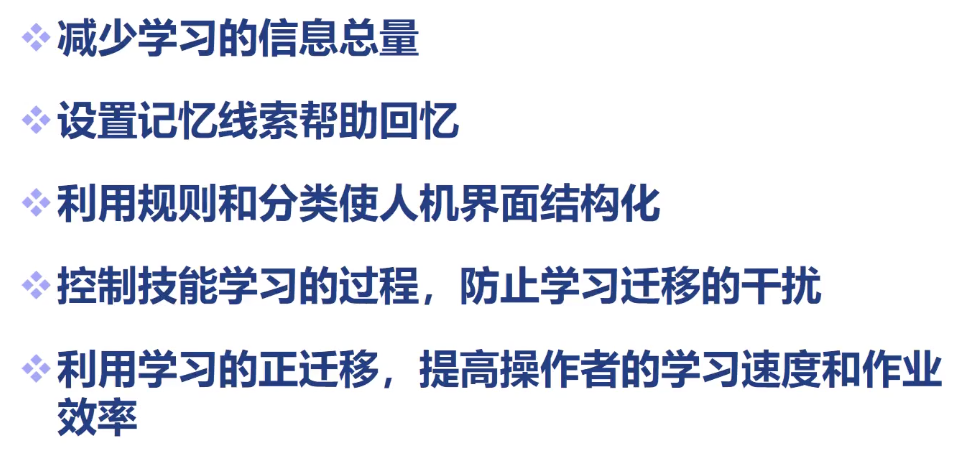 减少学习的信息总量
设置记忆线索帮助回忆
利用规则和分类使人机界面结构化
控制技能学习的过程，防止学习迁移的干扰
利用学习的正迁移，提高操作者的学习速度和作业
效率